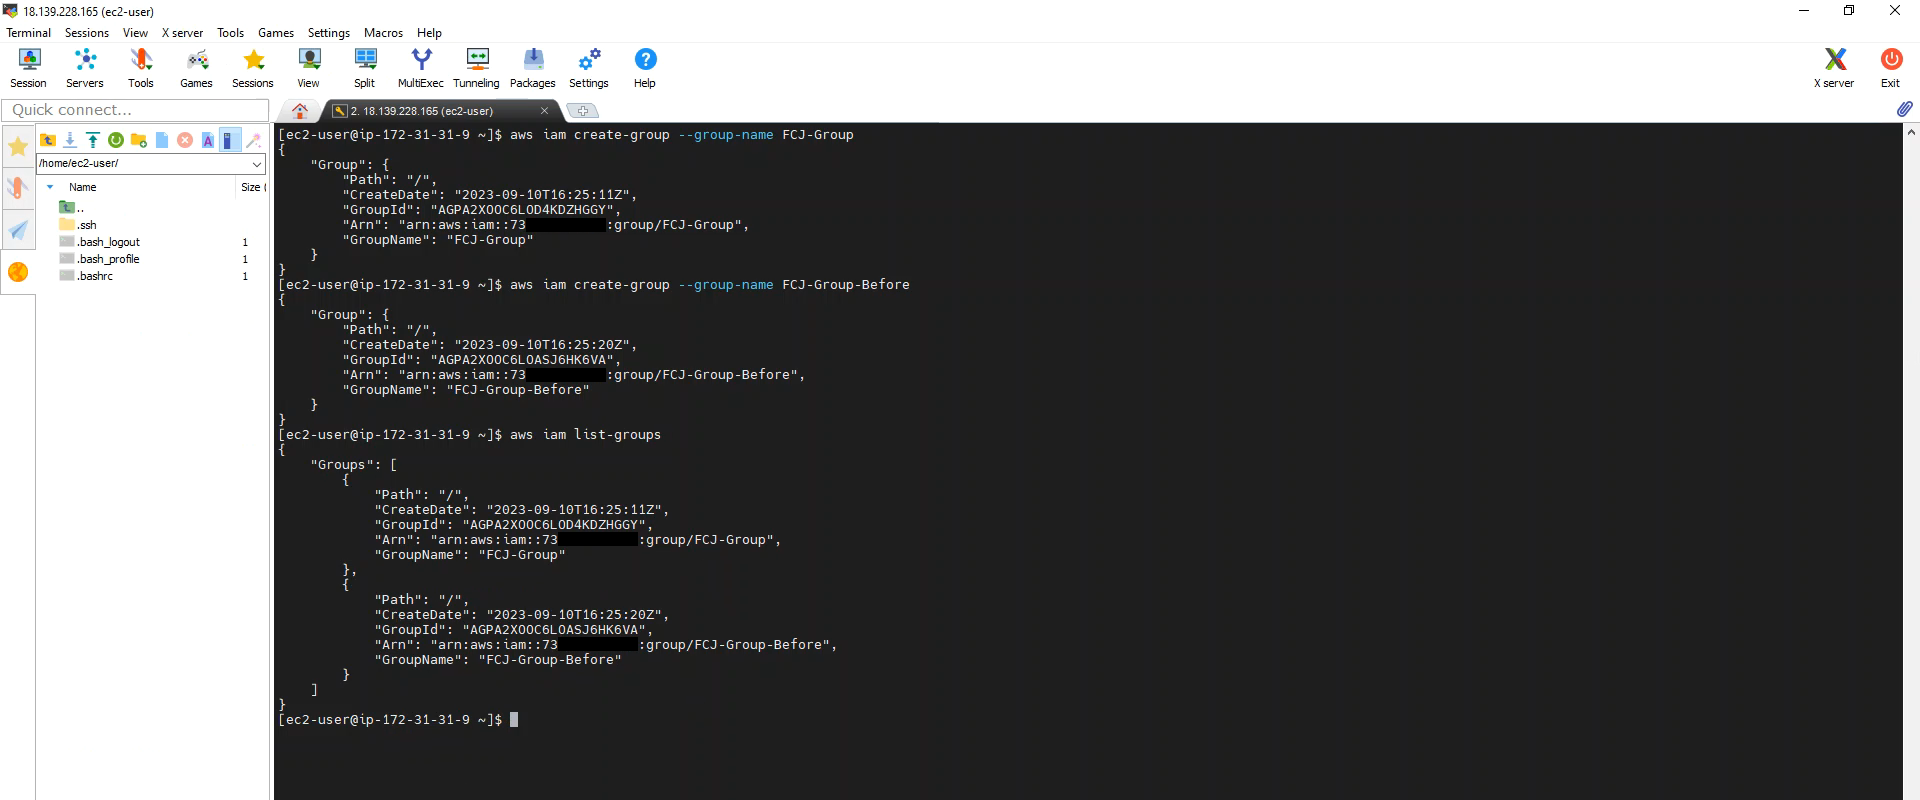 18.139.228.165 (ec2-user)
Terminal Sessions View X server Tools Games Settings Macros Help
Session Servers Tools Games Sessions View Split MultiExec Tunneling Packages Settings Help X server Exit
Quick connect...
2. 18.139.228.165 (ec2-user)
/home/ec2-user/
Name Size (
..
.ssh
.bash_logout 1
.bash_profile 1
.bashrc 1
[ec2-user@ip-172-31-31-9 ~]$ aws iam create-group --group-name FCJ-Group
{
    "Group": {
        "Path": "/",
        "CreateDate": "2023-09-10T16:25:11Z",
        "GroupId": "AGPA2XOOC6LOD4KDZHGGY",
        "Arn": "arn:aws:iam::73          :group/FCJ-Group",
        "GroupName": "FCJ-Group"
    }
}
[ec2-user@ip-172-31-31-9 ~]$ aws iam create-group --group-name FCJ-Group-Before
{
    "Group": {
        "Path": "/",
        "CreateDate": "2023-09-10T16:25:20Z",
        "GroupId": "AGPA2XOOC6LOASJ6HK6VA",
        "Arn": "arn:aws:iam::73          :group/FCJ-Group-Before",
        "GroupName": "FCJ-Group-Before"
    }
}
[ec2-user@ip-172-31-31-9 ~]$ aws iam list-groups
{
    "Groups": [
        {
            "Path": "/",
            "CreateDate": "2023-09-10T16:25:11Z",
            "GroupId": "AGPA2XOOC6LOD4KDZHGGY",
            "Arn": "arn:aws:iam::73          :group/FCJ-Group",
            "GroupName": "FCJ-Group"
        },
        {
            "Path": "/",
            "CreateDate": "2023-09-10T16:25:20Z",
            "GroupId": "AGPA2XOOC6LOASJ6HK6VA",
            "Arn": "arn:aws:iam::73          :group/FCJ-Group-Before",
            "GroupName": "FCJ-Group-Before"
        }
    ]
}
[ec2-user@ip-172-31-31-9 ~]$